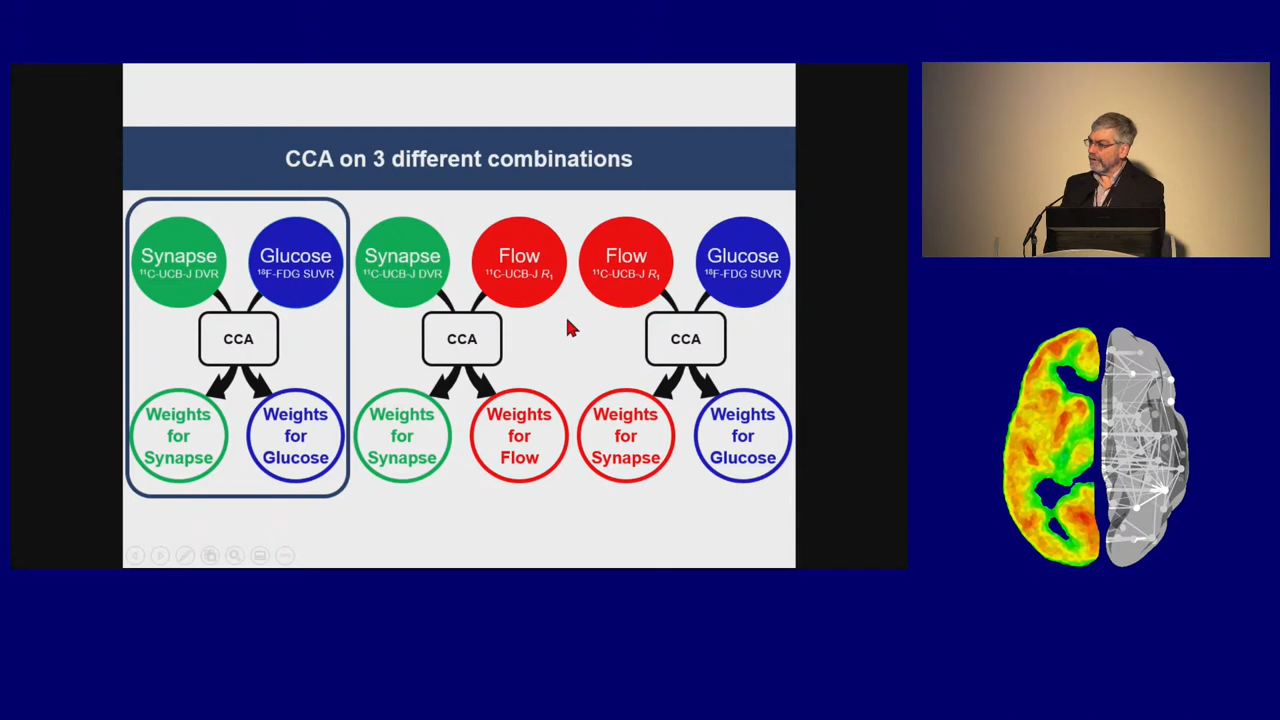 CCA on 3 different combinations
Synapse
¹¹C-UCB-J DVR
Glucose
¹⁸F-FDG SUVR
CCA
Weights
for
Synapse
Weights
for
Glucose
Synapse
¹¹C-UCB-J DVR
Flow
¹¹C-UCB-J R₁
CCA
Weights
for
Synapse
Weights
for
Flow
Flow
¹¹C-UCB-J R₁
Glucose
¹⁸F-FDG SUVR
CCA
Weights
for
Synapse
Weights
for
Glucose